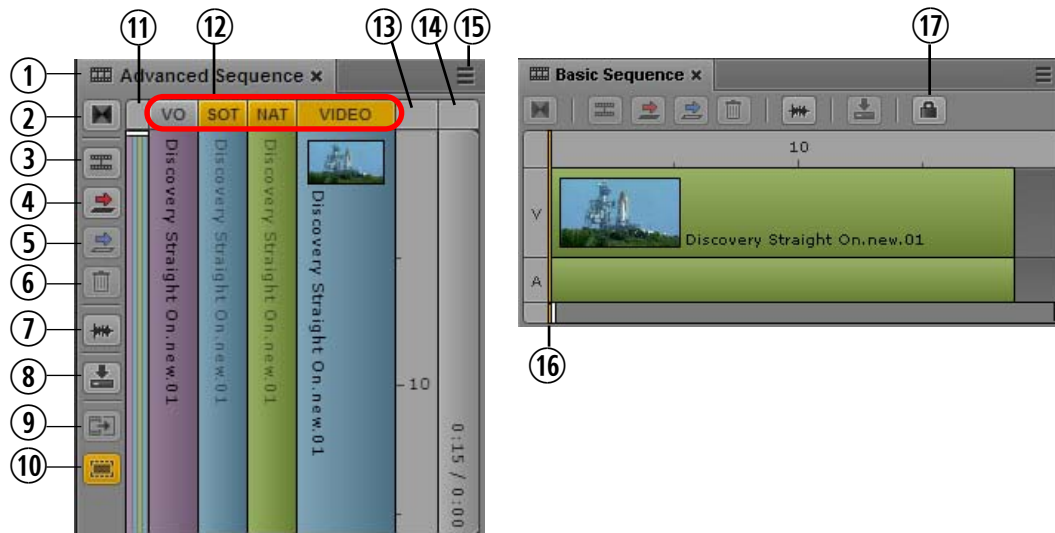 11 12 13 14 15 17
1 Advanced Sequence ×
Basic Sequence ×
2
VO SOT NAT VIDEO
3
4
5
6
7
8
9
10
Discovery Straight On.new.01
Discovery Straight On.new.01
Discovery Straight On.new.01
Discovery Straight On.new.01
10
0:15 / 0:00
10
V
Discovery Straight On.new.01
A
16